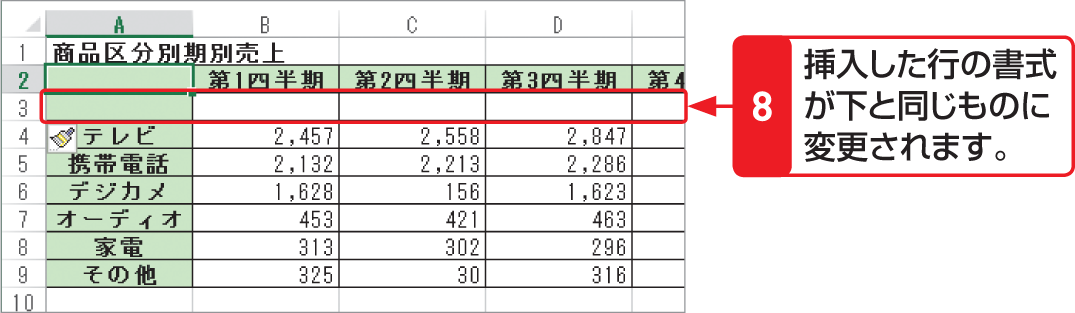 A B C D
1 商品区分別期別売上
2 第1四半期 第2四半期 第3四半期 第4
3
4 テレビ 2,457 2,558 2,847
5 携帯電話 2,132 2,213 2,286
6 デジカメ 1,628 156 1,623
7 オーディオ 453 421 463
8 家電 313 302 296
9 その他 325 30 316
10
8 挿入した行の書式
が下と同じものに
変更されます。